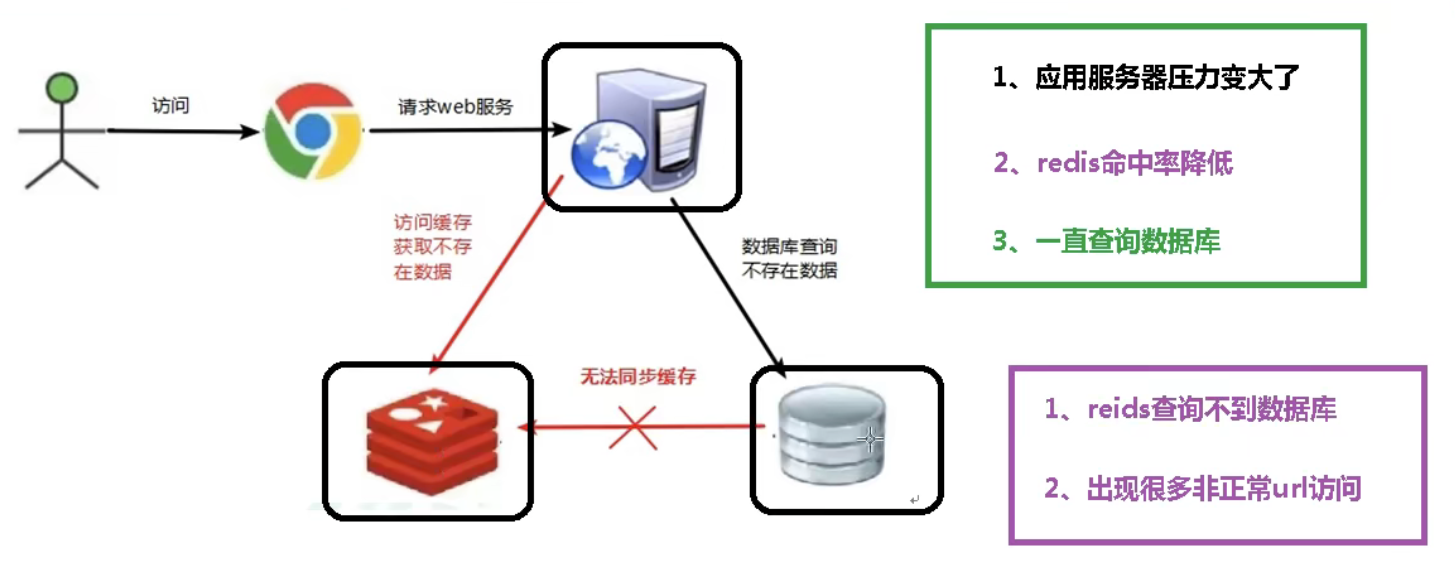 访问
请求web服务
访问缓存
获取不存
在数据
数据库查询
不存在数据
无法同步缓存
1、应用服务器压力变大了
2、redis命中率降低
3、一直查询数据库
1、reids查询不到数据库
2、出现很多非正常url访问